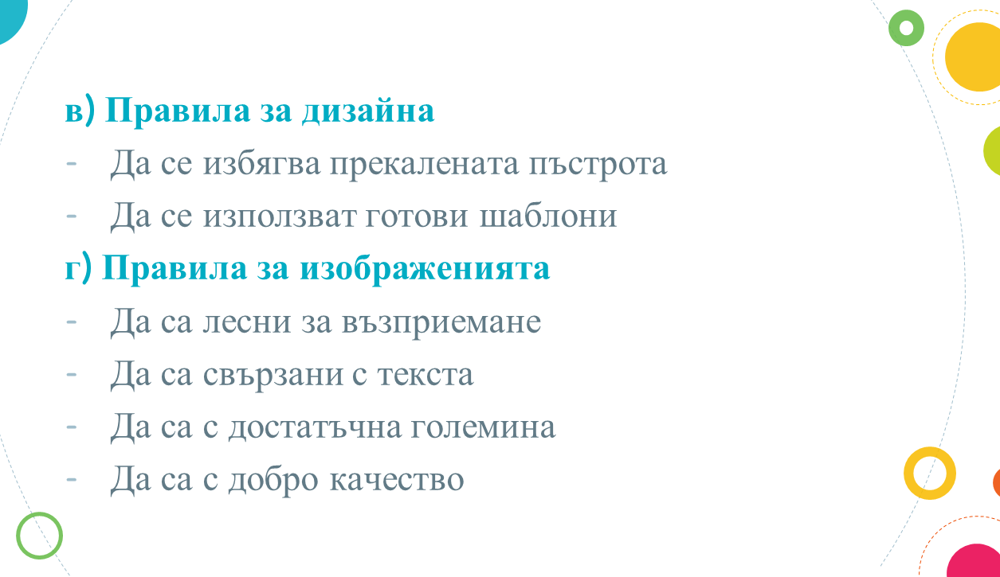 в) Правила за дизайна
- Да се избягва прекалената пъстрота
- Да се използват готови шаблони
г) Правила за изображенията
- Да са лесни за възприемане
- Да са свързани с текста
- Да са с достатъчна големина
- Да са с добро качество